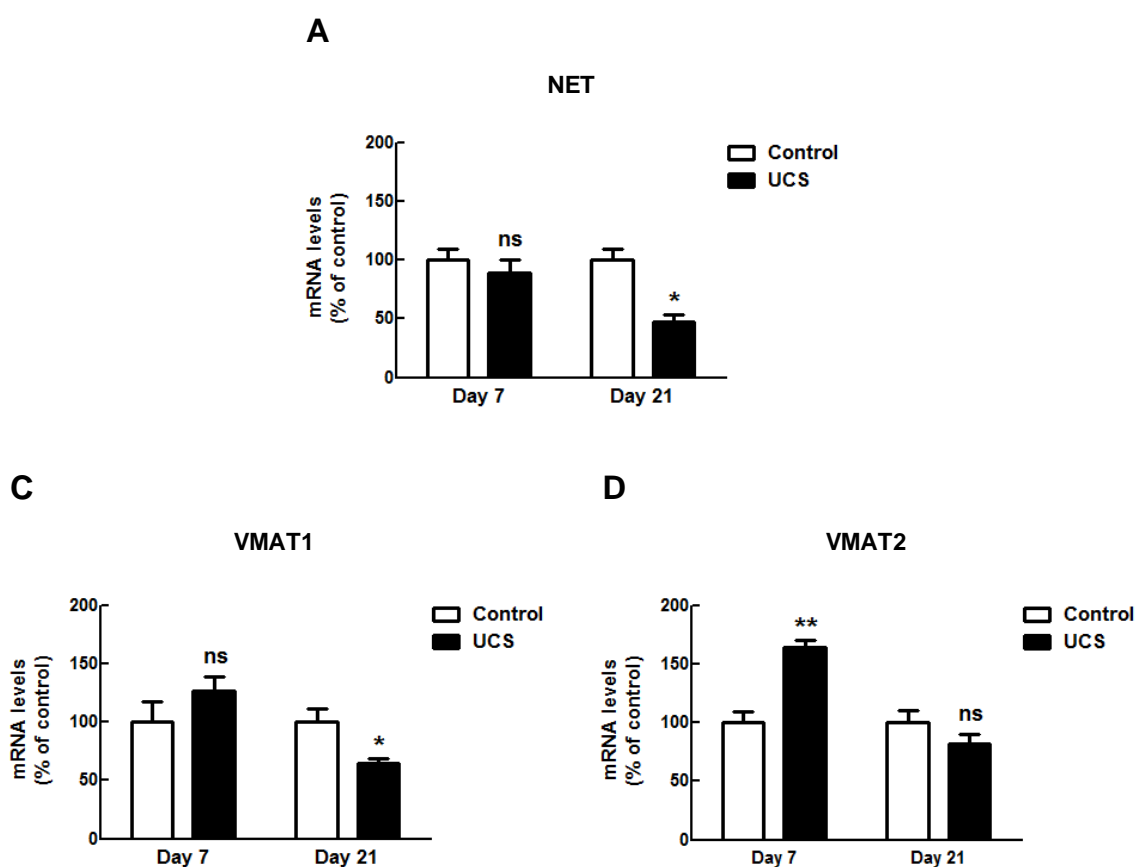 A
NET
mRNA levels
(% of control)
200
150
100
50
0
ns
*
Control
UCS
Day 7
Day 21
C
VMAT1
mRNA levels
(% of control)
200
150
100
50
0
ns
*
Control
UCS
Day 7
Day 21
D
VMAT2
mRNA levels
(% of control)
200
150
100
50
0
**
ns
Control
UCS
Day 7
Day 21